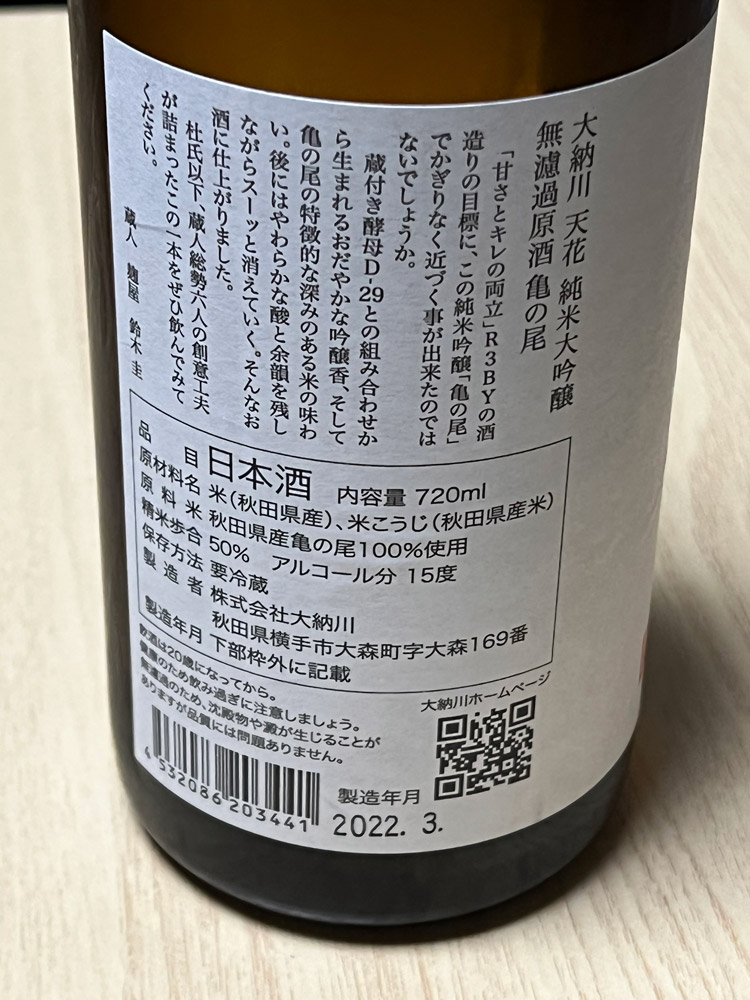 大納川 天花 純米大吟醸
無濾過原酒 亀の尾
「甘さとキレの両立」R3BYの酒
造りの目標に、この純米吟醸「亀の尾」
でかぎりなく近づく事が出来たのでは
ないでしょうか。
蔵付き酵母D-29との組み合わせか
ら生まれるおだやかな吟醸香、そして
亀の尾の特徴的な深みのある米の味わ
い。後にはやわらかな酸と余韻を残し
ながらスーッと消えていく。そんなお
酒に仕上がりました。
杜氏以下、蔵人総勢六人の創意工夫
が詰まったこの一本をぜひ飲んでみて
ください。
蔵人 麹屋 鈴木 圭
品目 日本酒 内容量 720ml
原材料名 米(秋田県産)、米こうじ(秋田県産米)
原料米 秋田県産亀の尾100%使用
精米歩合 50% アルコール分 15度
保存方法 要冷蔵
製造者 株式会社大納川
秋田県横手市大森町字大森169番
製造年月 下部枠外に記載
飲酒は20歳になってから。
健康のため飲み過ぎに注意しましょう。
無濾過のため、沈殿物や澱が生じることが
ありますが品質には問題ありません。
大納川ホームページ
4 532086 203441
製造年月
2022. 3.